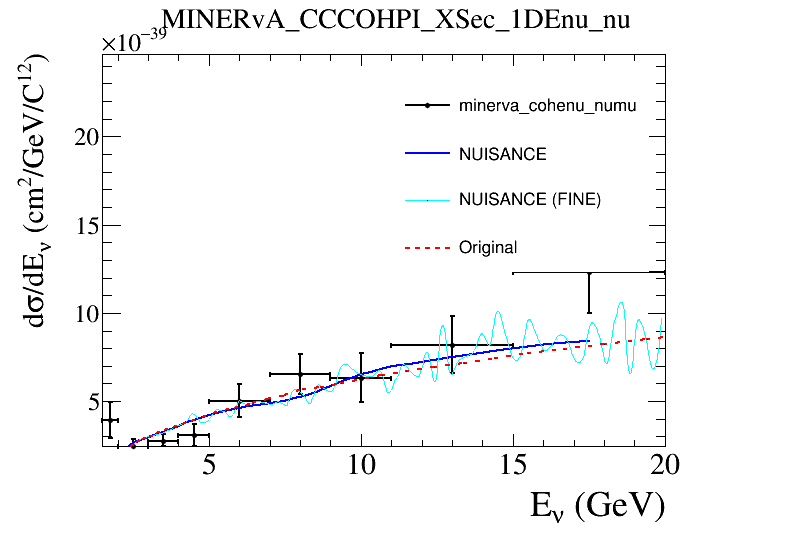 MINERvA_CCCOHPI_XSec_1DEnu_nu
×10⁻³⁹
dσ/dEν (cm²/GeV/C¹²)
minerva_cohenu_numu
NUISANCE
NUISANCE (FINE)
Original
20
15
10
5
5 10 15 20
Eν (GeV)